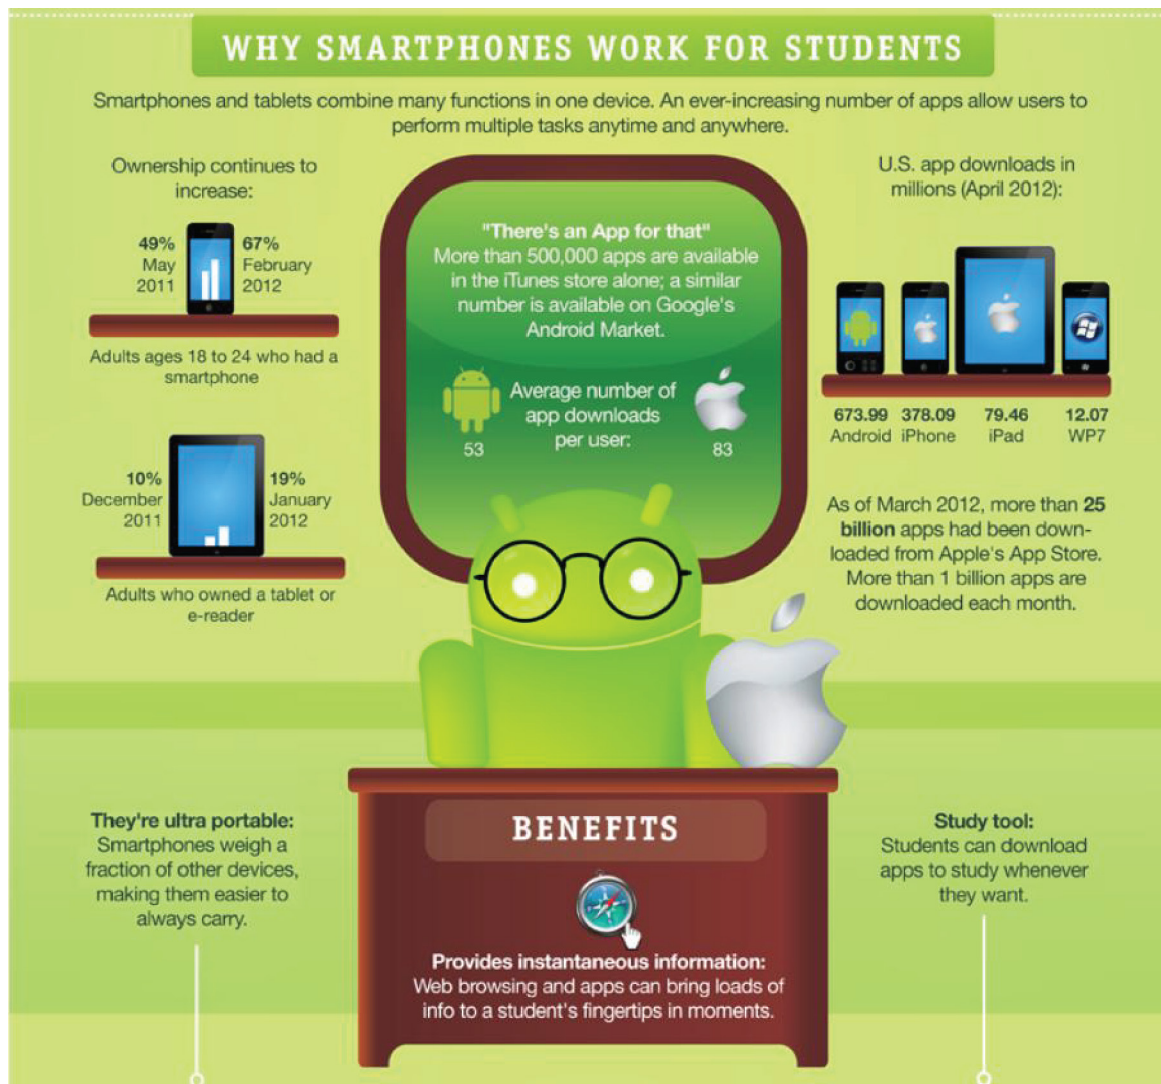 WHY SMARTPHONES WORK FOR STUDENTS
Smartphones and tablets combine many functions in one device. An ever-increasing number of apps allow users to
perform multiple tasks anytime and anywhere.
Ownership continues to
increase:
49%
May
2011
67%
February
2012
Adults ages 18 to 24 who had a
smartphone
10%
December
2011
19%
January
2012
Adults who owned a tablet or
e-reader
"There's an App for that"
More than 500,000 apps are available
in the iTunes store alone; a similar
number is available on Google's
Android Market.
Average number of
app downloads
per user:
53
83
U.S. app downloads in
millions (April 2012):
673.99 378.09 79.46 12.07
Android iPhone iPad WP7
As of March 2012, more than 25
billion apps had been down-
loaded from Apple's App Store.
More than 1 billion apps are
downloaded each month.
They're ultra portable:
Smartphones weigh a
fraction of other devices,
making them easier to
always carry.
BENEFITS
Provides instantaneous information:
Web browsing and apps can bring loads of
info to a student's fingertips in moments.
Study tool:
Students can download
apps to study whenever
they want.